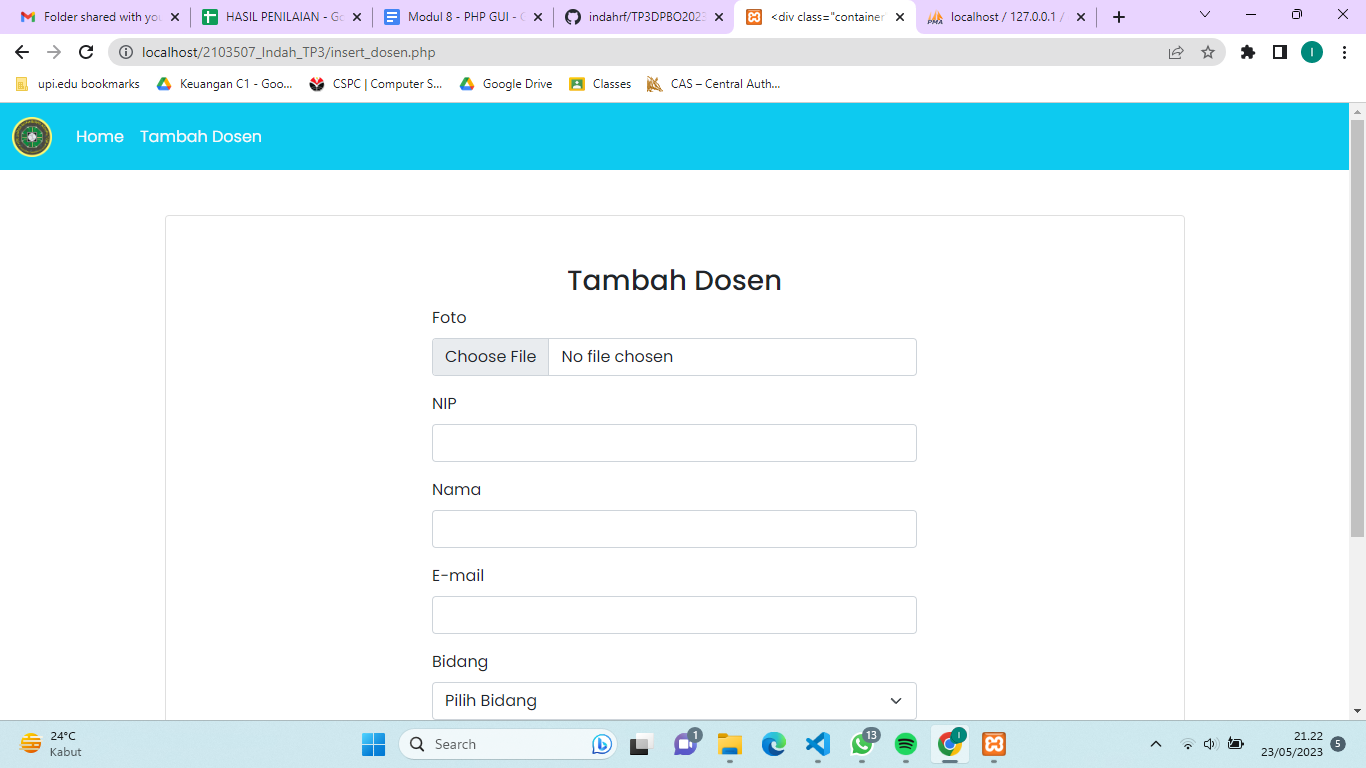 Folder shared with you
HASIL PENILAIAN - Go
Modul 8 - PHP GUI - G
indahrf/TP3DPBO2023
<div class="container
localhost / 127.0.0.1 /
localhost/2103507_Indah_TP3/insert_dosen.php
I
upi.edu bookmarks
Keuangan C1 - Goo...
CSPC | Computer S...
Google Drive
Classes
CAS – Central Auth...
Home
Tambah Dosen
Tambah Dosen
Foto
Choose File
No file chosen
NIP
Nama
E-mail
Bidang
Pilih Bidang
24°C
Kabut
Search
1
13
I
21.22
23/05/2023
5